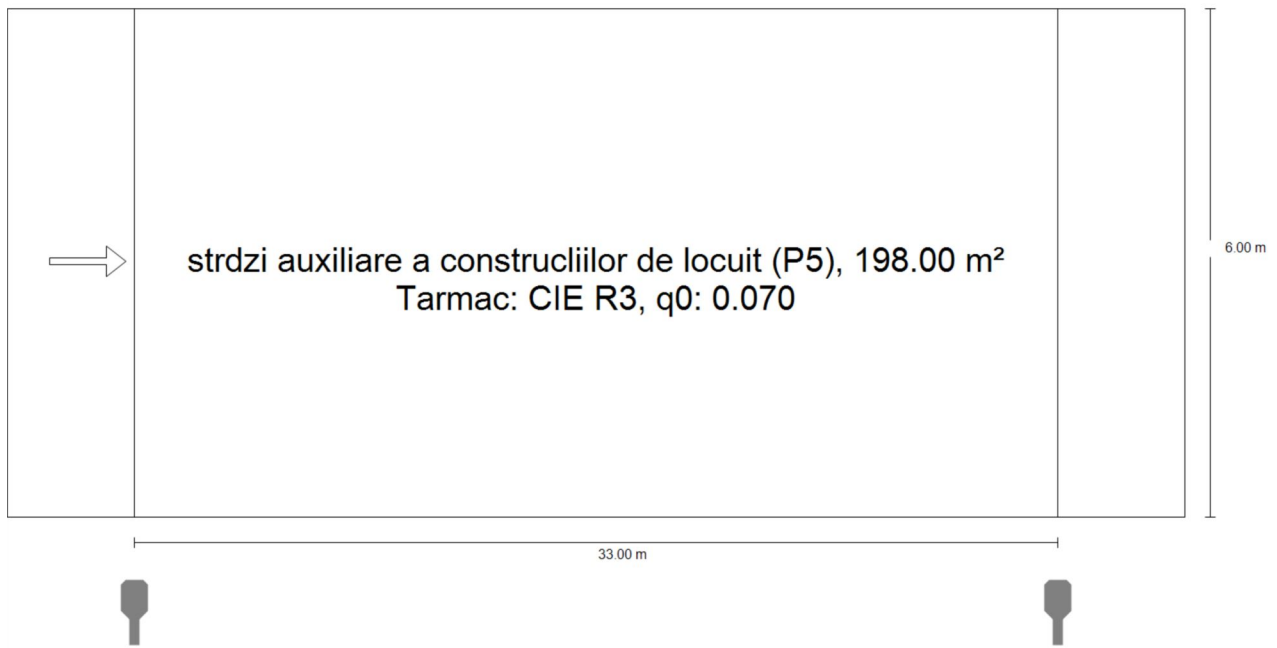 strdzi auxiliare a construcliilor de locuit (P5), 198.00 m²
Tarmac: CIE R3, q0: 0.070
6.00 m
33.00 m